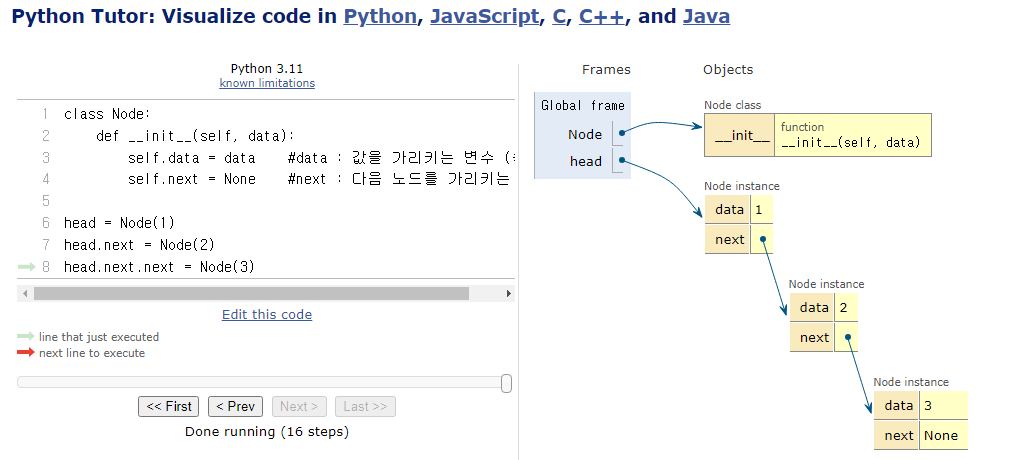 Python Tutor: Visualize code in Python, JavaScript, C, C++, and Java
Python 3.11
known limitations
1 class Node:
2 def __init__(self, data):
3 self.data = data #data : 값을 가리키는 변수 (
4 self.next = None #next : 다음 노드를 가리키는
5
6 head = Node(1)
7 head.next = Node(2)
8 head.next.next = Node(3)
Edit this code
line that just executed
next line to execute
<< First < Prev Next > Last >>
Done running (16 steps)
Frames Objects
Global frame
Node
head
Node class
__init__
function
__init__(self, data)
Node instance
data 1
next
Node instance
data 2
next
Node instance
data 3
next None